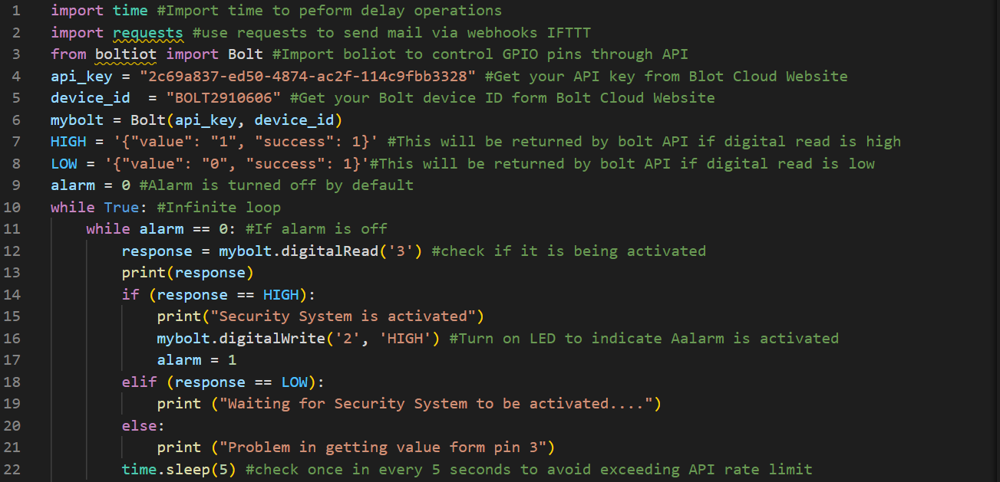 1 import time #Import time to peform delay operations
2 import requests #use requests to send mail via webhooks IFTTT
3 from boltiot import Bolt #Import boliot to control GPIO pins through API
4 api_key = "2c69a837-ed50-4874-ac2f-114c9fbb3328" #Get your API key from Blot Cloud Website
5 device_id  = "BOLT2910606" #Get your Bolt device ID form Bolt Cloud Website
6 mybolt = Bolt(api_key, device_id)
7 HIGH = '{"value": "1", "success": 1}' #This will be returned by bolt API if digital read is high
8 LOW = '{"value": "0", "success": 1}'#This will be returned by bolt API if digital read is low
9 alarm = 0 #Alarm is turned off by default
10 while True: #Infinite loop
11     while alarm == 0: #If alarm is off
12         response = mybolt.digitalRead('3') #check if it is being activated
13         print(response)
14         if (response == HIGH):
15             print("Security System is activated")
16             mybolt.digitalWrite('2', 'HIGH') #Turn on LED to indicate Aalarm is activated
17             alarm = 1
18         elif (response == LOW):
19             print ("Waiting for Security System to be activated....")
20         else:
21             print ("Problem in getting value form pin 3")
22         time.sleep(5) #check once in every 5 seconds to avoid exceeding API rate limit